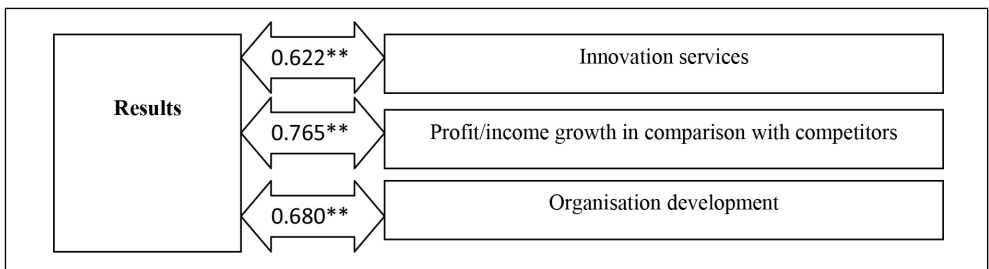 Results
0.622**
Innovation services
0.765**
Profit/income growth in comparison with competitors
0.680**
Organisation development